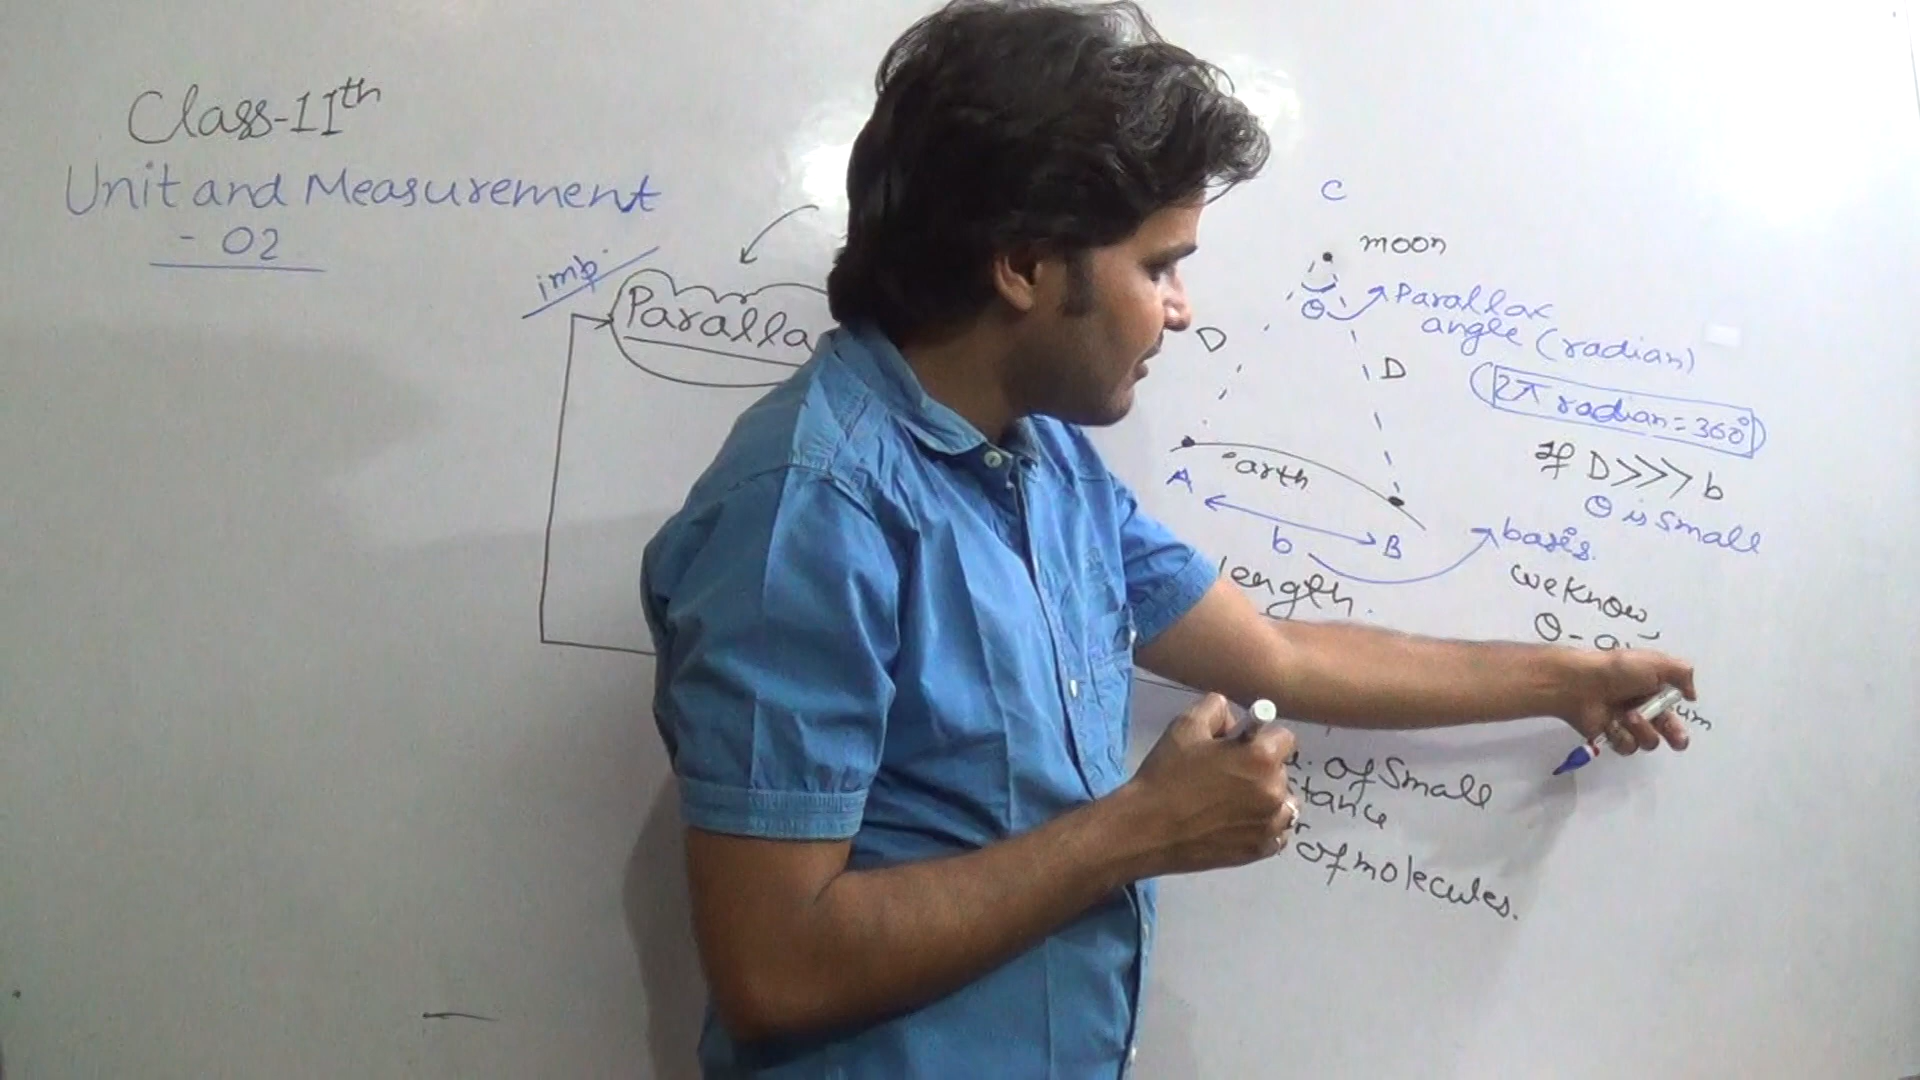 Class-11th
Unit and Measurement
- 02
imp.
Paralla
C
moon
θ
Parallax
angle (radian)
D
D
2π radian = 360°
If D>>> b
θ is small
arth
A
B
b
basis.
length.
we know,
of Small
tance
of molecules.